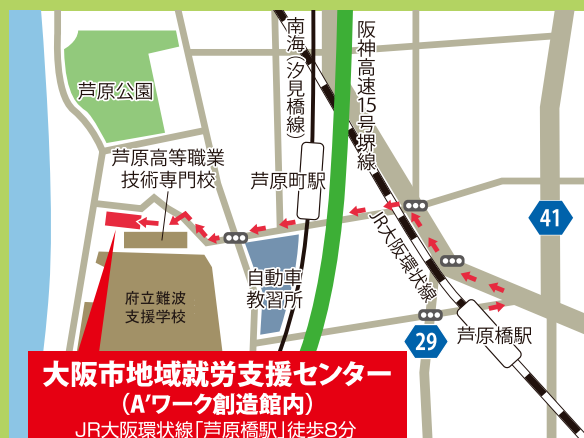 芦原公園
南海(汐見橋線)
阪神高速15号堺線
芦原高等職業
技術専門校
芦原町駅
41
JR大阪環状線
自動車
教習所
府立難波
支援学校
29
芦原橋駅
大阪市地域就労支援センター
(A’ワーク創造館内)
JR大阪環状線「芦原橋駅」徒歩8分